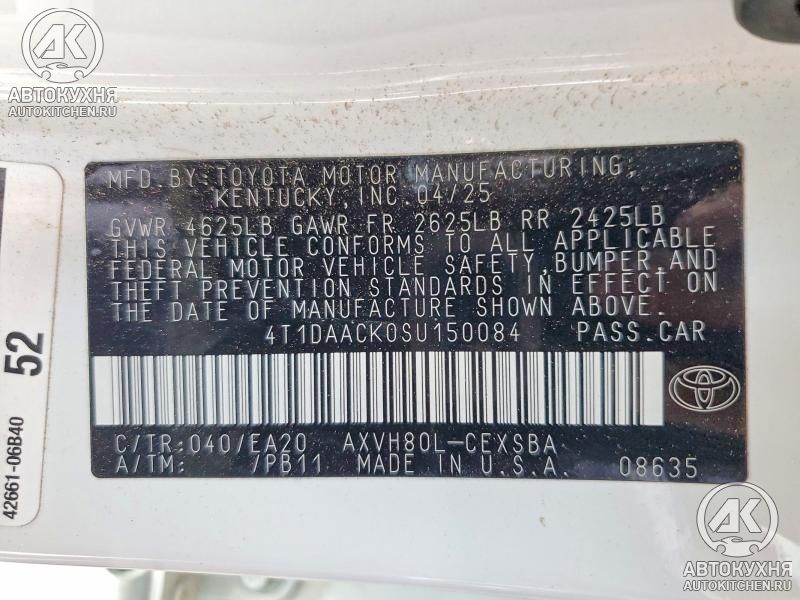 AK
АВТОКУХНЯ
AUTOKITCHEN.RU
MFD. BY: TOYOTA MOTOR MANUFACTURING,
KENTUCKY, INC. 04/25
GVWR 4625LB GAWR FR 2625LB RR 2425LB
THIS VEHICLE CONFORMS TO ALL APPLICABLE
FEDERAL MOTOR VEHICLE SAFETY, BUMPER, AND
THEFT PREVENTION STANDARDS IN EFFECT ON
THE DATE OF MANUFACTURE SHOWN ABOVE.
4T1DAACK0SU150084 PASS.CAR
C/TR: 040/EA20 AXVH80L-CEXSBA
A/TM: /PB11 MADE IN U.S.A. 08635
52
42661-06B40
AK
АВТОКУХНЯ
AUTOKITCHEN.RU